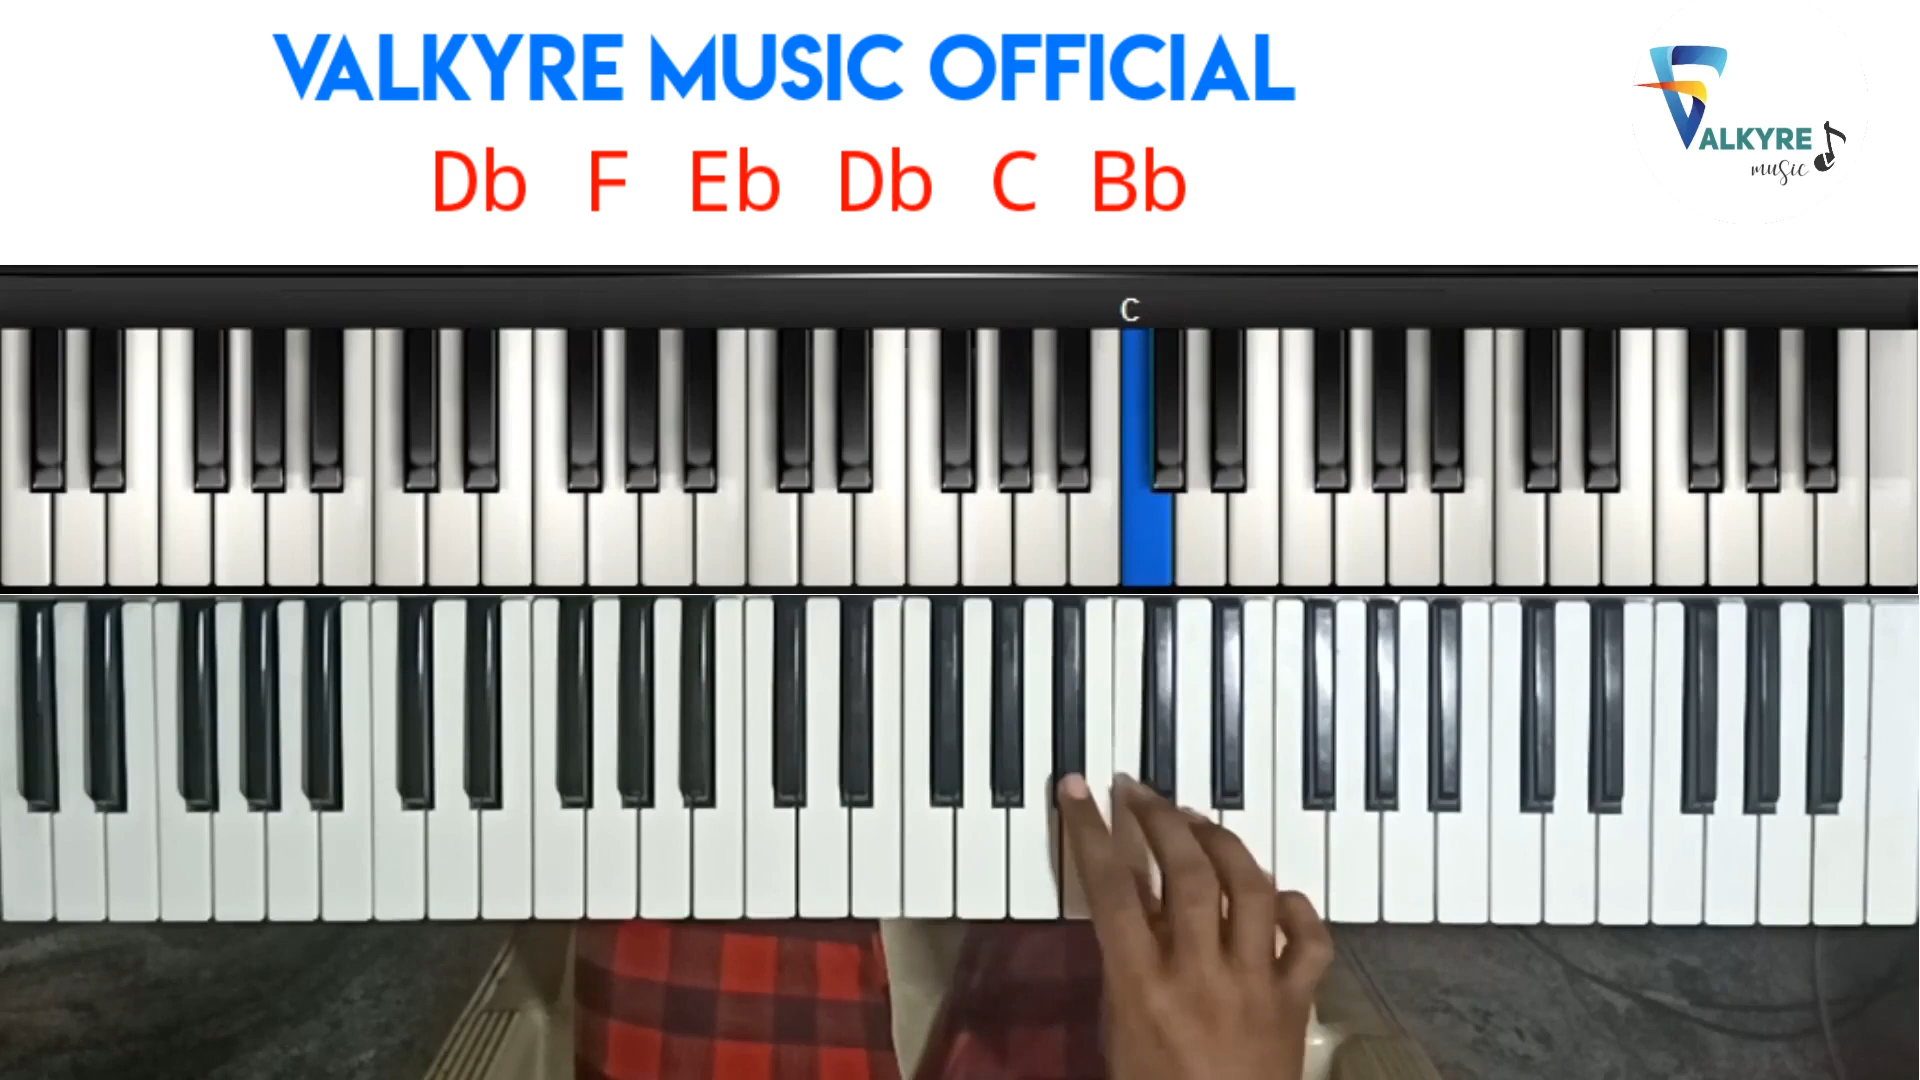 VALKYRE MUSIC OFFICIAL
Db F Eb Db C Bb
VALKYRE
music
C